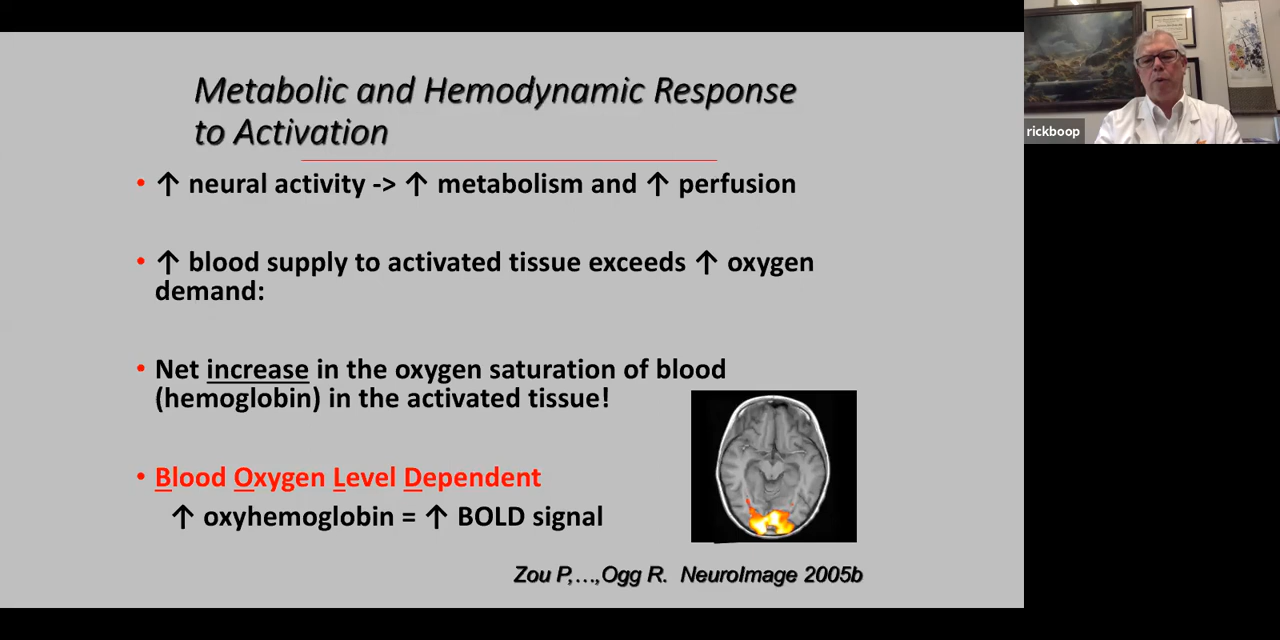 Metabolic and Hemodynamic Response
to Activation
• ↑ neural activity -> ↑ metabolism and ↑ perfusion
• ↑ blood supply to activated tissue exceeds ↑ oxygen
demand:
• Net increase in the oxygen saturation of blood
(hemoglobin) in the activated tissue!
• Blood Oxygen Level Dependent
↑ oxyhemoglobin = ↑ BOLD signal
Zou P,…,Ogg R. NeuroImage 2005b
rickboop